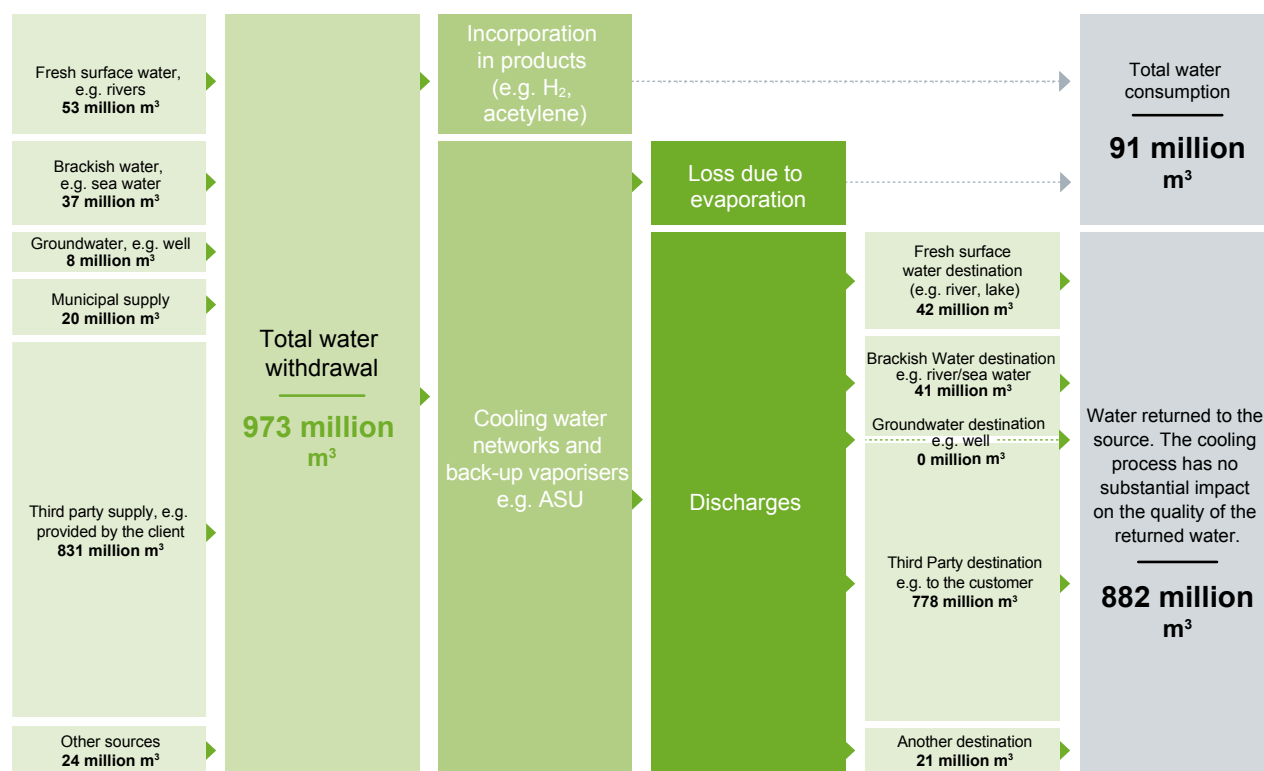 Fresh surface water,
e.g. rivers
53 million m³
Brackish water,
e.g. sea water
37 million m³
Groundwater, e.g. well
8 million m³
Municipal supply
20 million m³
Third party supply, e.g.
provided by the client
831 million m³
Other sources
24 million m³
Total water
withdrawal
973 million
m³
Incorporation
in products
(e.g. H₂,
acetylene)
Cooling water
networks and
back-up vaporisers
e.g. ASU
Loss due to
evaporation
Discharges
Fresh surface
water destination
(e.g. river, lake)
42 million m³
Brackish Water destination
e.g. river/sea water
41 million m³
Groundwater destination
e.g. well
0 million m³
Third Party destination
e.g. to the customer
778 million m³
Another destination
21 million m³
Total water
consumption
91 million
m³
Water returned to the
source. The cooling
process has no
substantial impact
on the quality of the
returned water.
882 million
m³